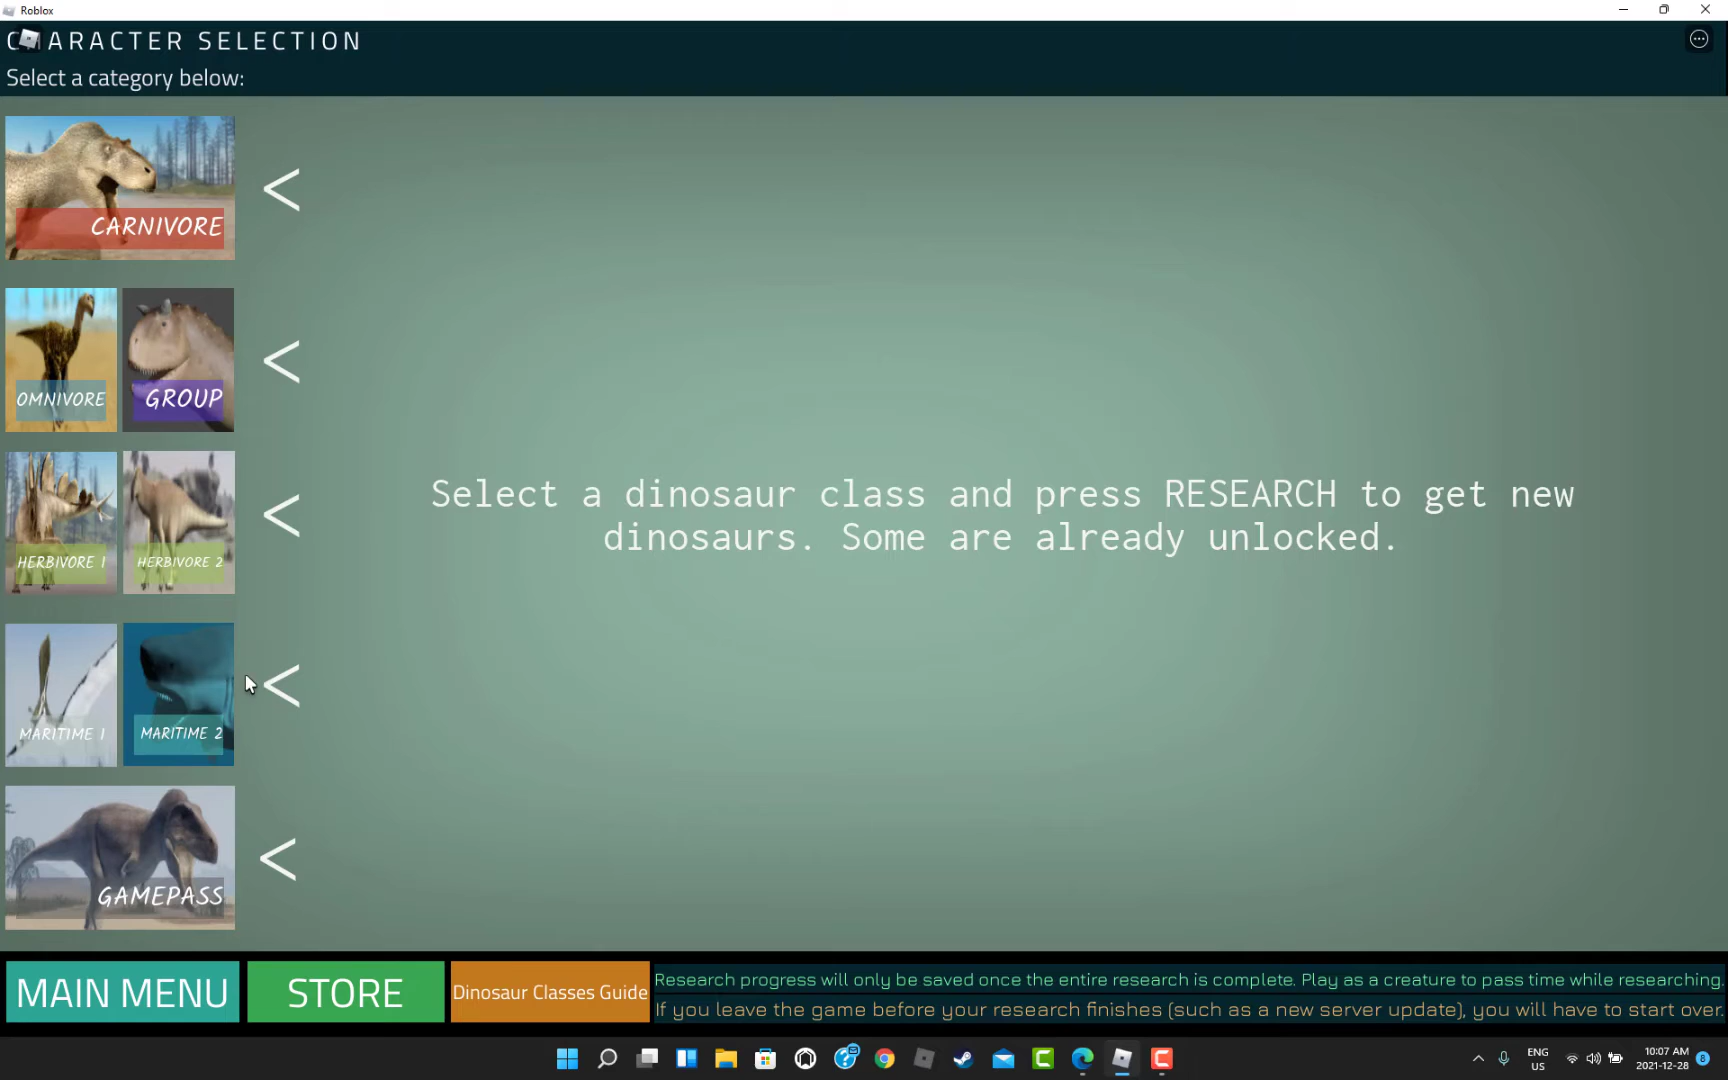 Roblox
CHARACTER SELECTION
Select a category below:
CARNIVORE
OMNIVORE
GROUP
HERBIVORE 1
HERBIVORE 2
MARITIME 1
MARITIME 2
GAMEPASS
<
<
<
<
<
Select a dinosaur class and press RESEARCH to get new
dinosaurs. Some are already unlocked.
MAIN MENU
STORE
Dinosaur Classes Guide
Research progress will only be saved once the entire research is complete. Play as a creature to pass time while researching.
If you leave the game before your research finishes (such as a new server update), you will have to start over.
ENG
US
10:07 AM
2021-12-28
8